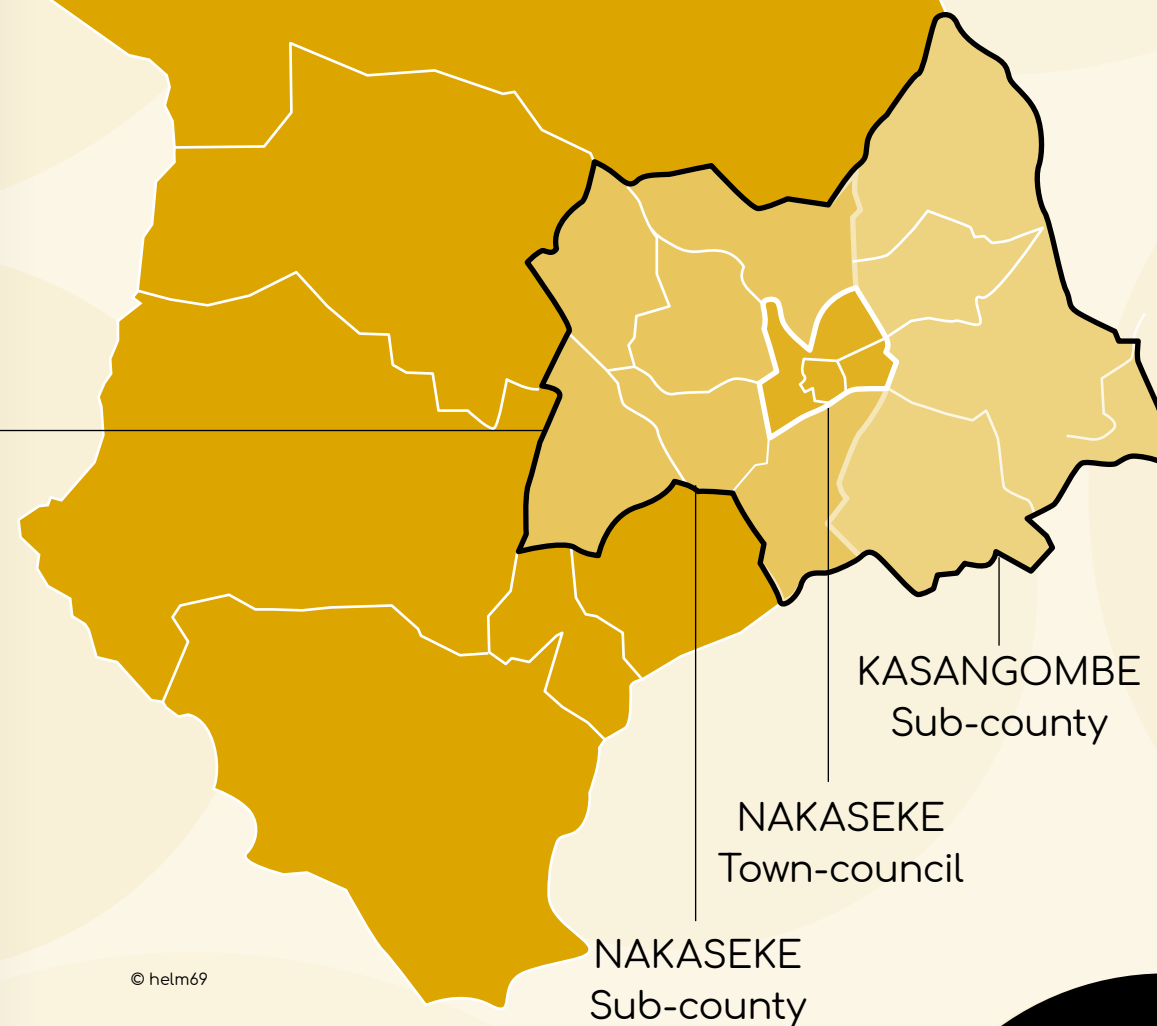 KASANGOMBE
Sub-county
NAKASEKE
Town-council
NAKASEKE
Sub-county
© helm69